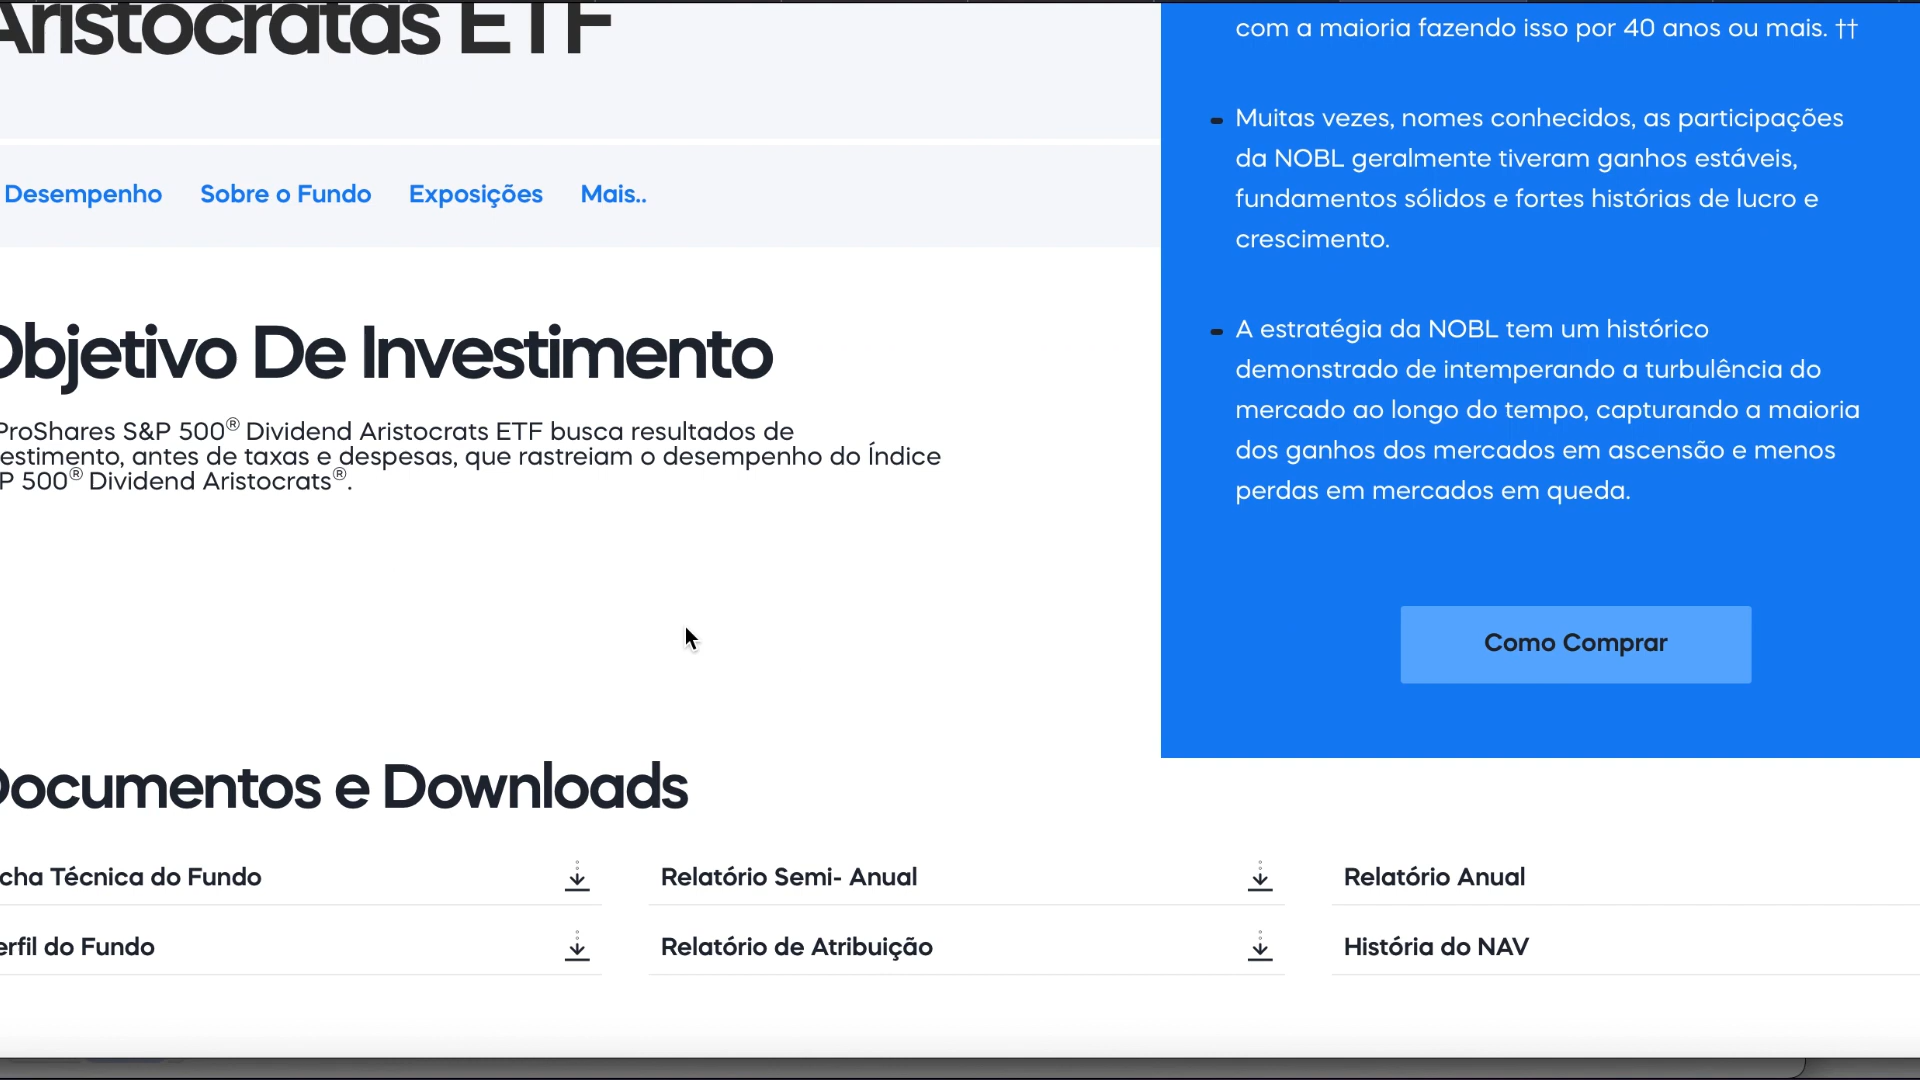 Aristocratas ETF
Desempenho Sobre o Fundo Exposições Mais..
Objetivo De Investimento
ProShares S&P 500® Dividend Aristocrats ETF busca resultados de
estimento, antes de taxas e despesas, que rastreiam o desempenho do Índice
P 500® Dividend Aristocrats®.
com a maioria fazendo isso por 40 anos ou mais. ††
Muitas vezes, nomes conhecidos, as participações
da NOBL geralmente tiveram ganhos estáveis,
fundamentos sólidos e fortes histórias de lucro e
crescimento.
A estratégia da NOBL tem um histórico
demonstrado de intemperando a turbulência do
mercado ao longo do tempo, capturando a maioria
dos ganhos dos mercados em ascensão e menos
perdas em mercados em queda.
Como Comprar
Documentos e Downloads
cha Técnica do Fundo
Relatório Semi- Anual
Relatório Anual
erfil do Fundo
Relatório de Atribuição
História do NAV